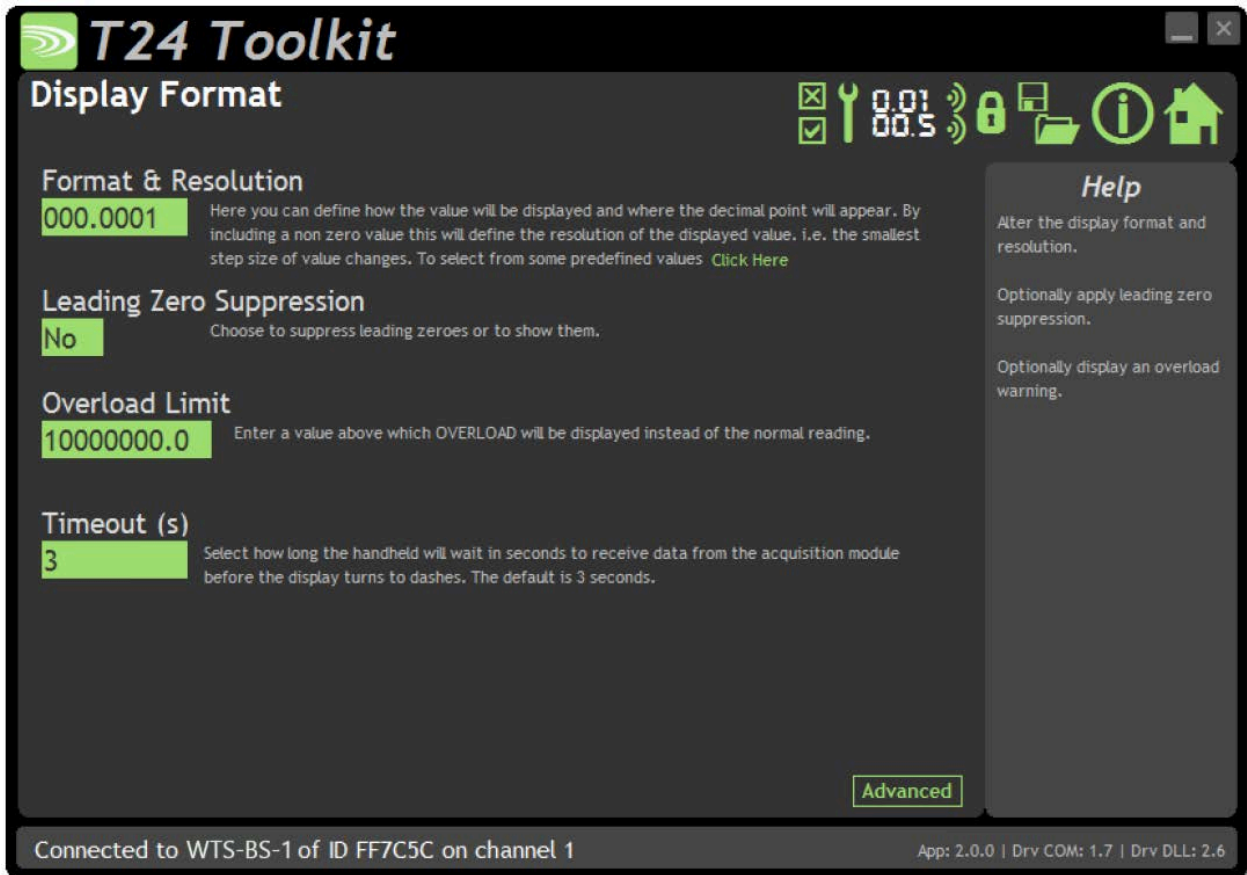 T24 Toolkit
Display Format
0.01
00.5
Format & Resolution
000.0001
Here you can define how the value will be displayed and where the decimal point will appear. By
including a non zero value this will define the resolution of the displayed value. i.e. the smallest
step size of value changes. To select from some predefined values Click Here
Leading Zero Suppression
No
Choose to suppress leading zeroes or to show them.
Overload Limit
10000000.0
Enter a value above which OVERLOAD will be displayed instead of the normal reading.
Timeout (s)
3
Select how long the handheld will wait in seconds to receive data from the acquisition module
before the display turns to dashes. The default is 3 seconds.
Advanced
Help
Alter the display format and
resolution.
Optionally apply leading zero
suppression.
Optionally display an overload
warning.
Connected to WTS-BS-1 of ID FF7C5C on channel 1
App: 2.0.0 | Drv COM: 1.7 | Drv DLL: 2.6